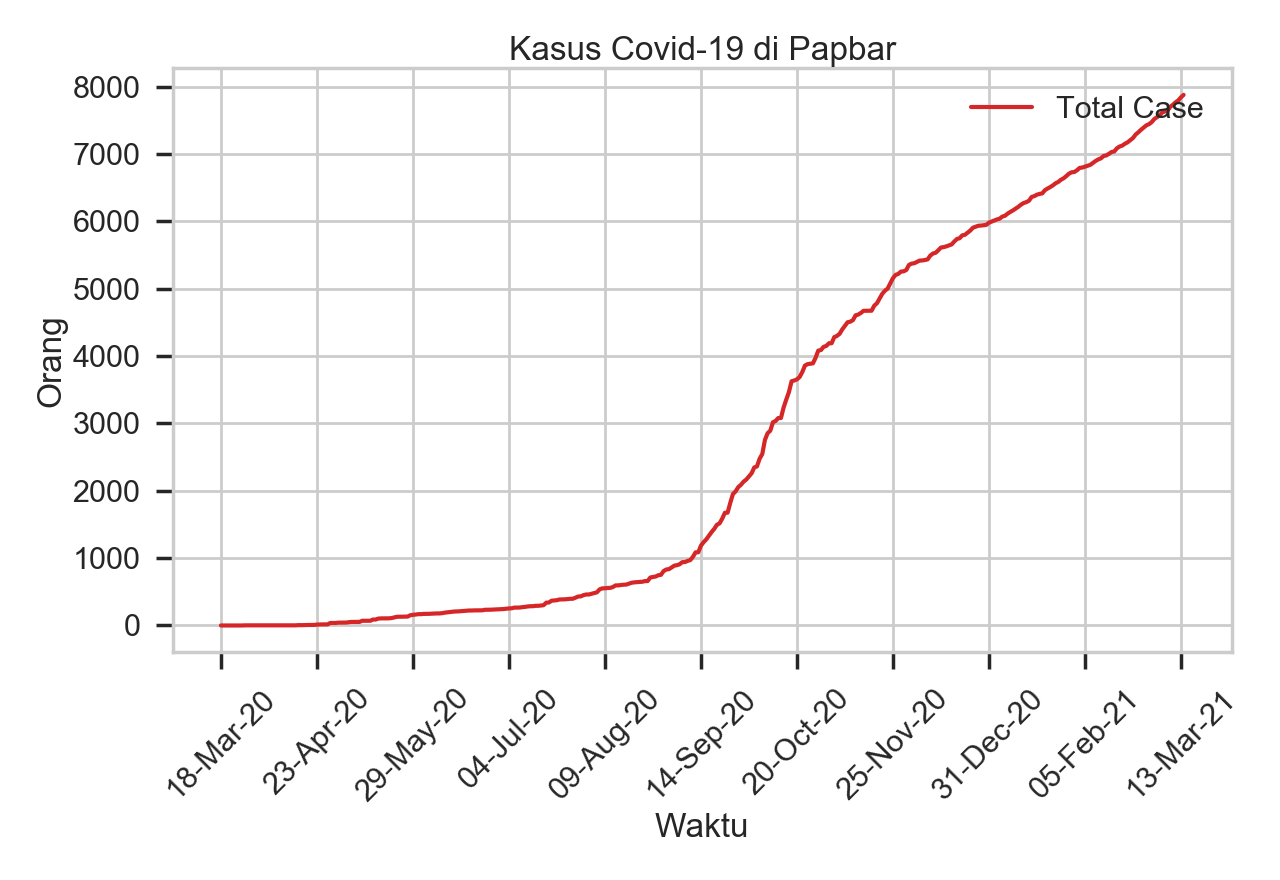 Kasus Covid-19 di Papbar
Total Case
8000
7000
6000
5000
4000
3000
2000
1000
0
Orang
18-Mar-20
23-Apr-20
29-May-20
04-Jul-20
09-Aug-20
14-Sep-20
20-Oct-20
25-Nov-20
31-Dec-20
05-Feb-21
13-Mar-21
Waktu